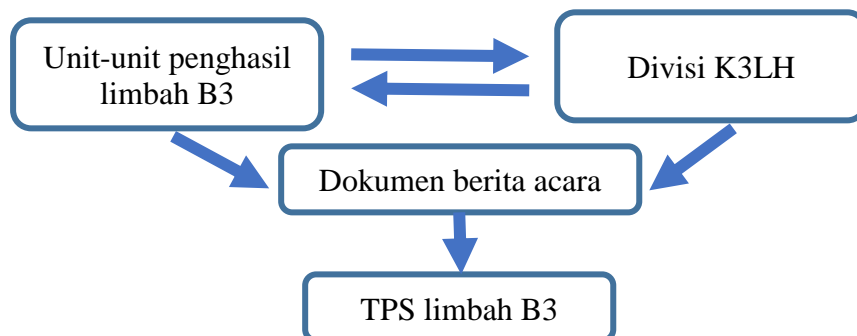 Unit-unit penghasil
limbah B3
Divisi K3LH
Dokumen berita acara
TPS limbah B3